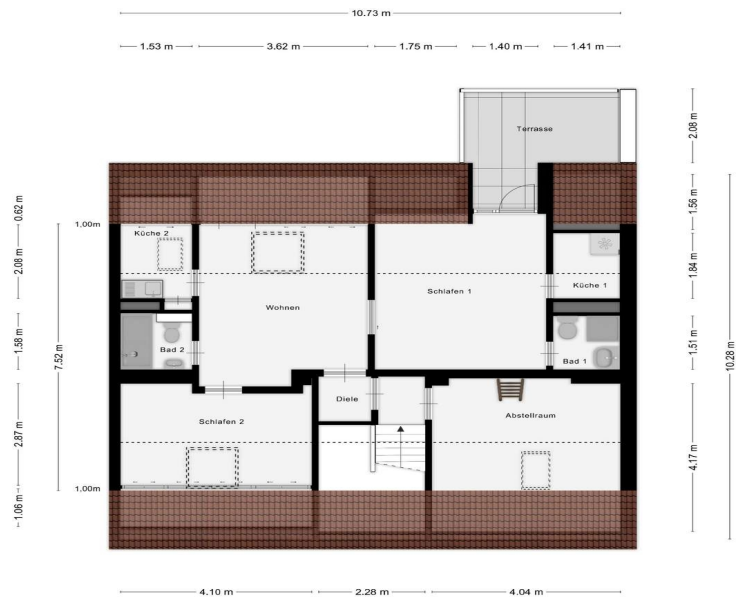 10.73 m
1.53 m 3.62 m 1.75 m 1.40 m 1.41 m
2.08 m
Terrasse
1.56 m
0.62 m
1,00m
Küche 2
2.08 m
1.84 m
Küche 1
Schlafen 1
Wohnen
7.52 m
1.58 m
Bad 2
1.51 m
Bad 1
10.28 m
Diele
Abstellraum
Schlafen 2
2.87 m
4.17 m
1,00m
1.06 m
4.10 m 2.28 m 4.04 m